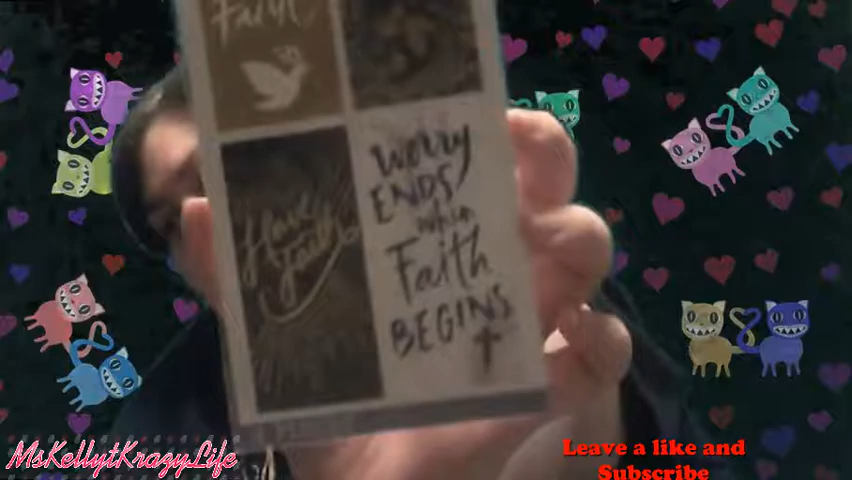 Faith
Have
faith
Worry
ENDS
when
Faith
BEGINS
MsKellytKrazyLife
Leave a like and
Subscribe